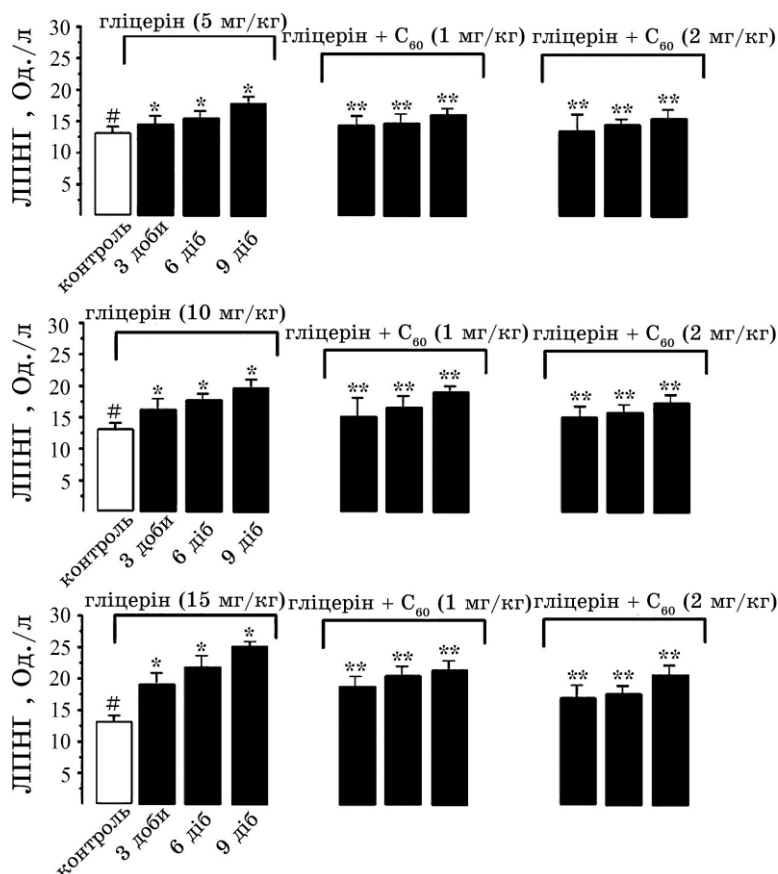 гліцерін (5 мг/кг)
гліцерін + C60 (1 мг/кг) гліцерін + C60 (2 мг/кг)
ЛПНГ , Од./л
30
25
20
15
10
5
# * * * ** ** ** ** ** **
контроль
3 доби
6 діб
9 діб
гліцерін (10 мг/кг)
гліцерін + C60 (1 мг/кг) гліцерін + C60 (2 мг/кг)
ЛПНГ , Од./л
30
25
20
15
10
5
# * * * ** ** ** ** ** **
контроль
3 доби
6 діб
9 діб
гліцерін (15 мг/кг) гліцерін + C60 (1 мг/кг) гліцерін + C60 (2 мг/кг)
ЛПНГ , Од./л
30
25
20
15
10
5
# * * * ** ** ** ** ** **
контроль
3 доби
6 діб
9 діб